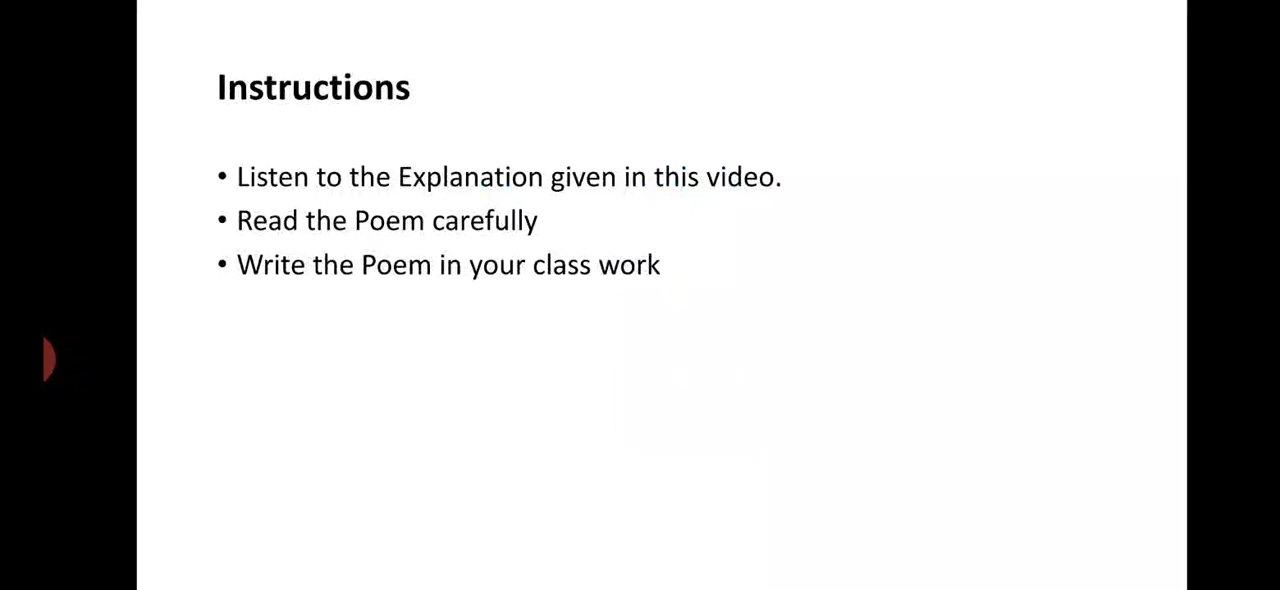 Instructions
• Listen to the Explanation given in this video.
• Read the Poem carefully
• Write the Poem in your class work